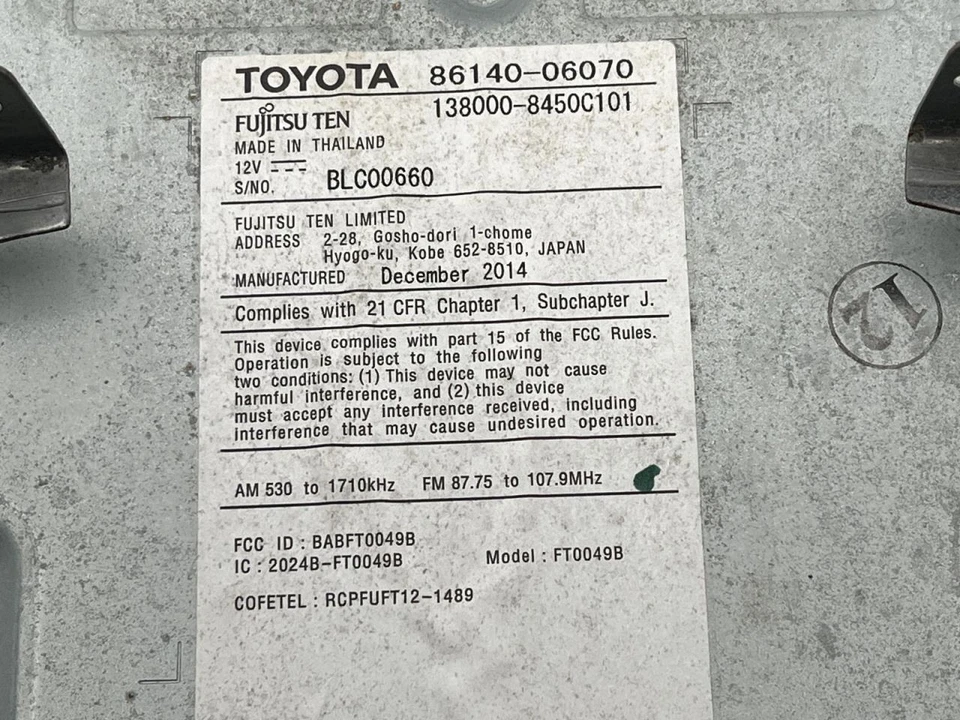 TOYOTA 86140-06070
FUJITSU TEN 138000-8450C101
MADE IN THAILAND
12V
S/NO. BLC00660
FUJITSU TEN LIMITED
ADDRESS 2-28, Gosho-dori 1-chome
Hyogo-ku, Kobe 652-8510, JAPAN
MANUFACTURED December 2014
Complies with 21 CFR Chapter 1, Subchapter J.
This device complies with part 15 of the FCC Rules.
Operation is subject to the following
two conditions: (1) This device may not cause
harmful interference, and (2) this device
must accept any interference received, including
interference that may cause undesired operation.
AM 530 to 1710kHz FM 87.75 to 107.9MHz
FCC ID : BABFT0049B
IC : 2024B-FT0049B Model : FT0049B
COFETEL : RCPFUFT12-1489
12